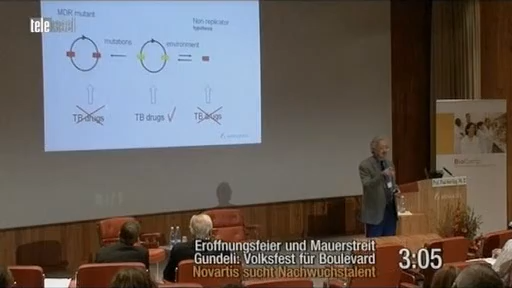 tele
MDR mutant
Non-replicator
hypothesis
mutations
environment
TB drugs
TB drugs
TB drugs
Eröffnungsfeier und Mauerstreit
Gundeli: Volksfest für Boulevard
Novartis sucht Nachwuchstalent
3:05